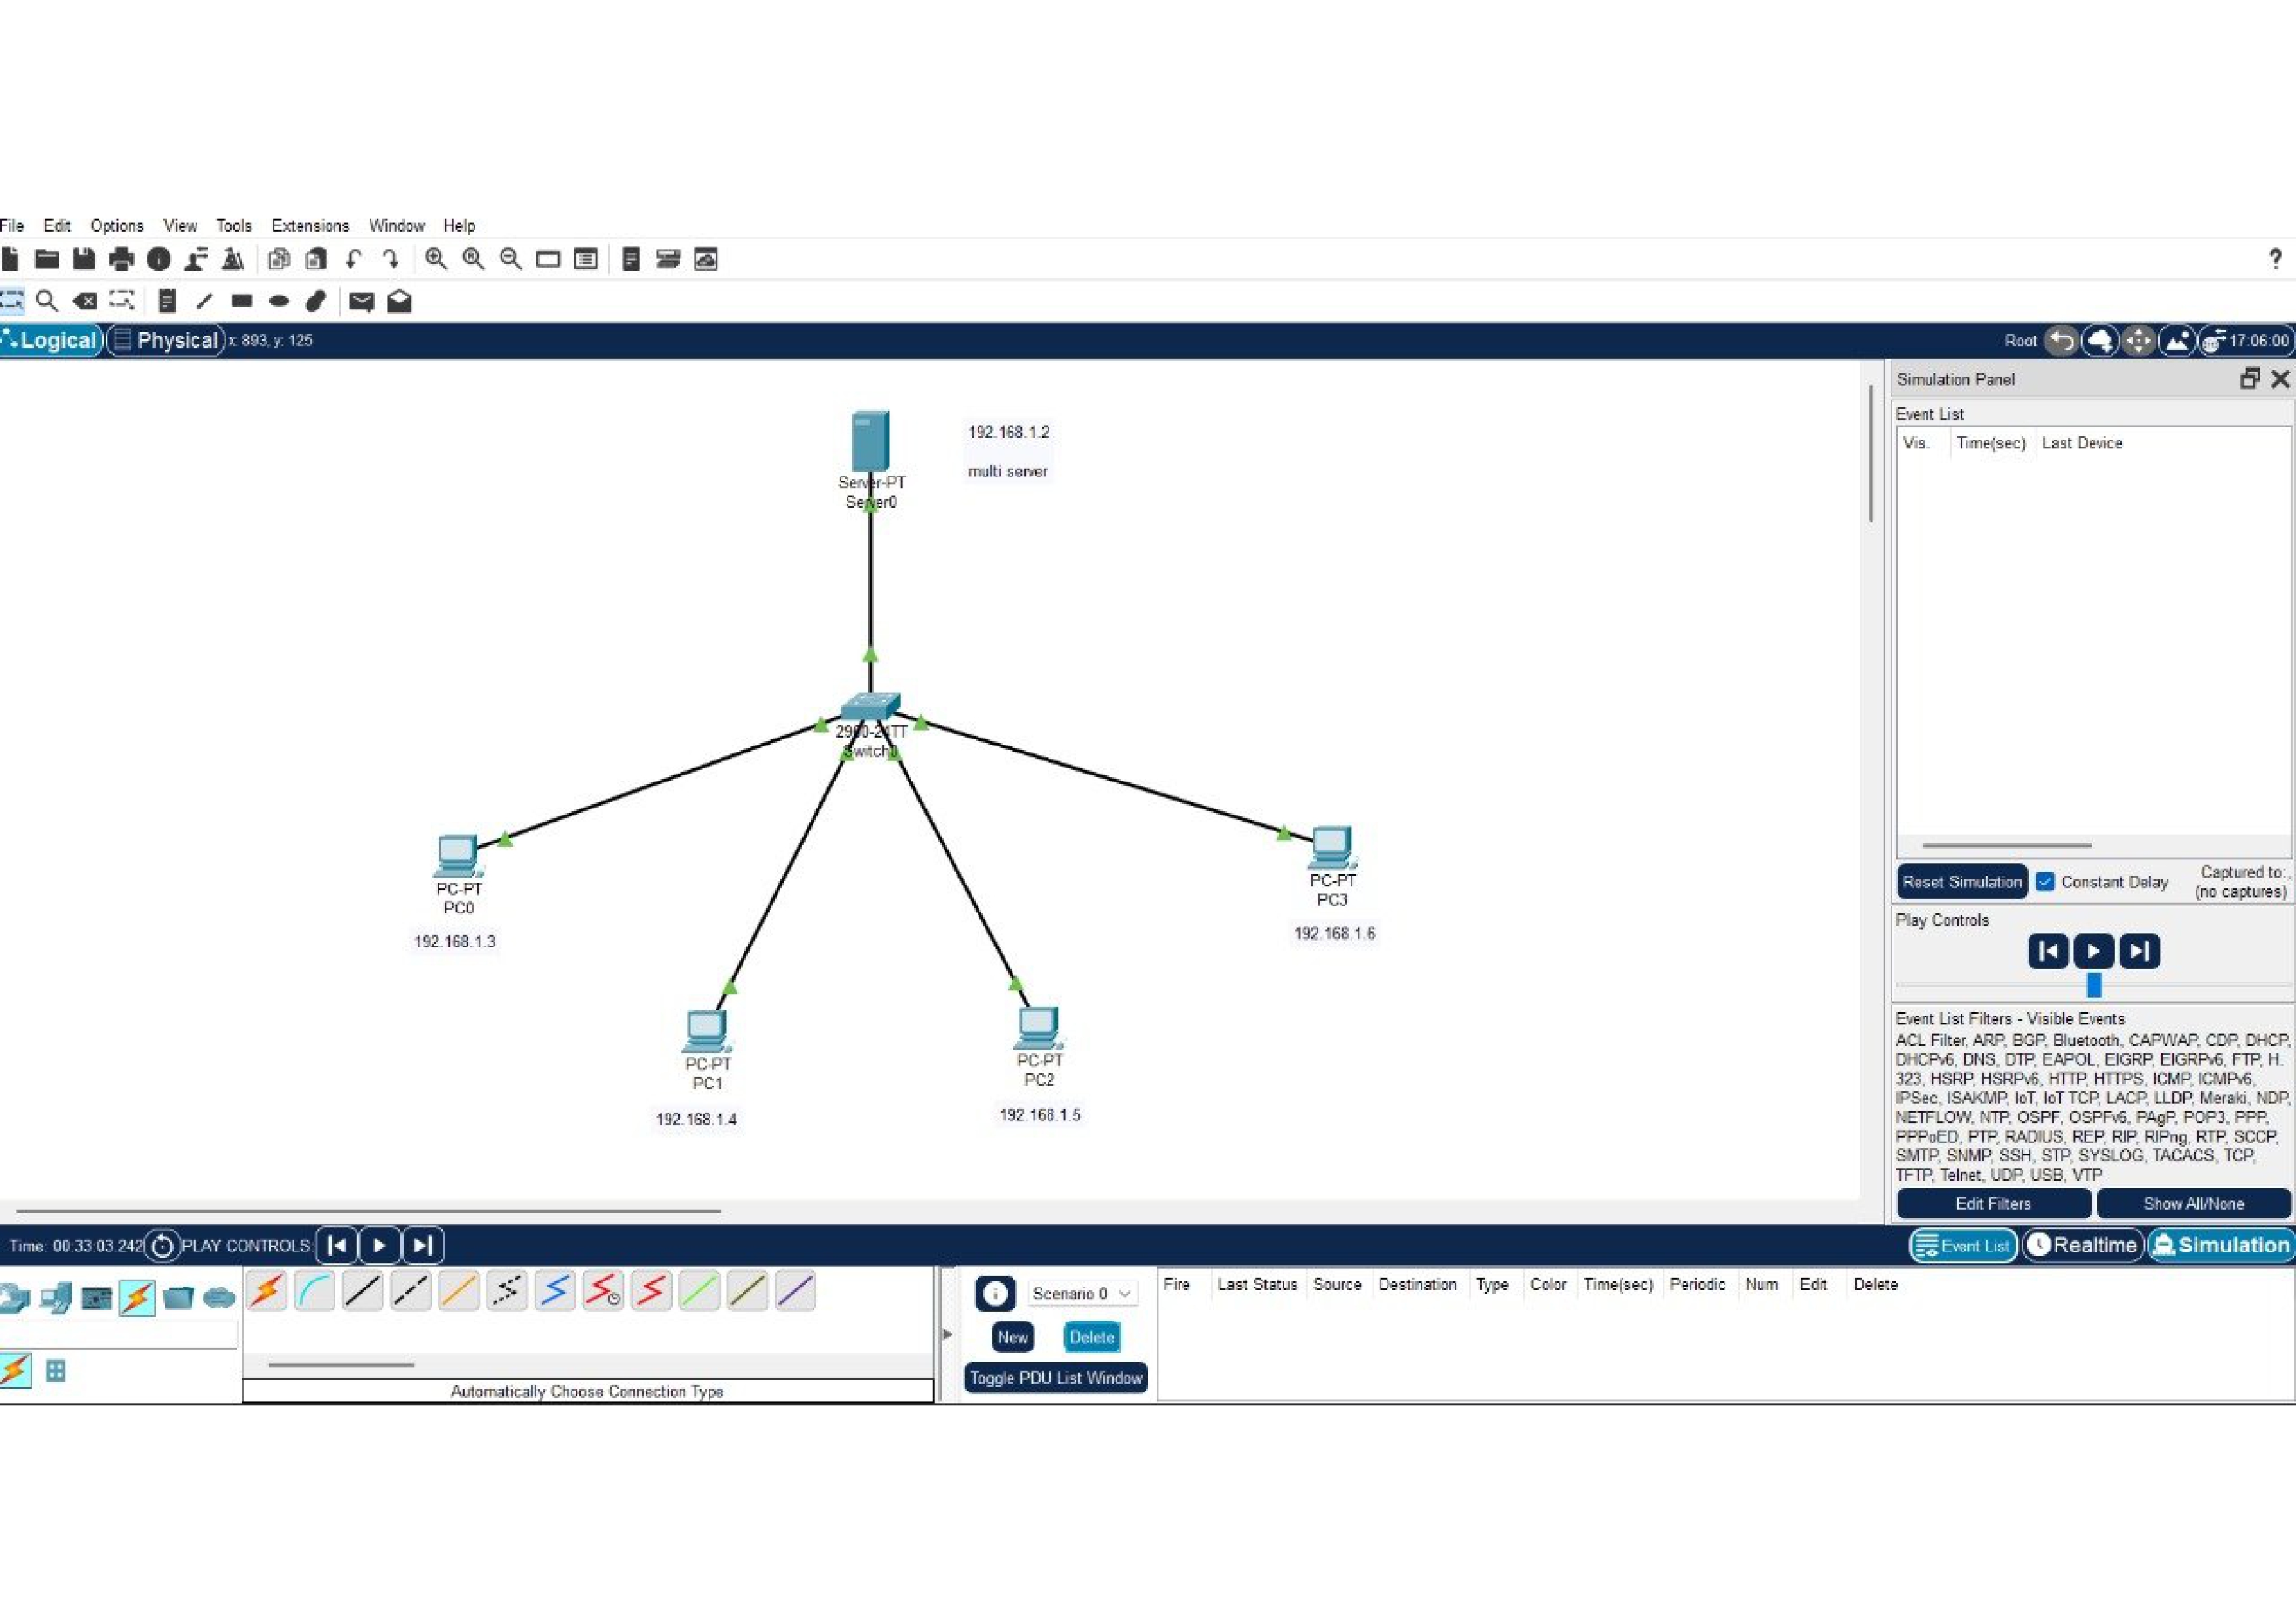 File Edit Options View Tools Extensions Window Help
?
Logical Physical x: 893, y: 125 Root 17:06:00
Simulation Panel
Event List
Vis. Time(sec) Last Device
192.168.1.2
multi server
Server-PT
Server0
2960-24TT
Switch0
PC-PT
PC0
192.168.1.3
PC-PT
PC3
192.168.1.6
PC-PT
PC1
192.168.1.4
PC-PT
PC2
192.168.1.5
Reset Simulation Constant Delay Captured to:
(no captures)
Play Controls
Event List Filters - Visible Events
ACL Filter, ARP, BGP, Bluetooth, CAPWAP, CDP, DHCP,
DHCPv6, DNS, DTP, EAPOL, EIGRP, EIGRPv6, FTP, H.
323, HSRP, HSRPv6, HTTP, HTTPS, ICMP, ICMPv6,
IPSec, ISAKMP, IoT, IoT TCP, LACP, LLDP, Meraki, NDP,
NETFLOW, NTP, OSPF, OSPFv6, PAgP, POP3, PPP,
PPPoED, PTP, RADIUS, REP, RIP, RIPng, RTP, SCCP,
SMTP, SNMP, SSH, STP, SYSLOG, TACACS, TCP,
TFTP, Telnet, UDP, USB, VTP
Edit Filters Show All/None
Time: 00:33:03.242 PLAY CONTROLS: Event List Realtime Simulation
Scenario 0
New Delete
Toggle PDU List Window
Fire Last Status Source Destination Type Color Time(sec) Periodic Num Edit Delete
Automatically Choose Connection Type